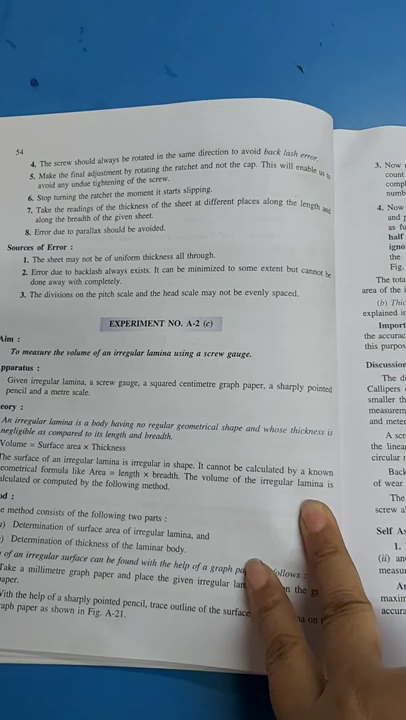 54
4. The screw should always be rotated in the same direction to avoid back lash error.
5. Make the final adjustment by rotating the ratchet and not the cap. This will enable us to
avoid any undue tightening of the screw.
6. Stop turning the ratchet the moment it starts slipping.
7. Take the readings of the thickness of the sheet at different places along the length and
along the breadth of the given sheet.
8. Error due to parallax should be avoided.
Sources of Error :
1. The sheet may not be of uniform thickness all through.
2. Error due to backlash always exists. It can be minimized to some extent but cannot be
done away with completely.
3. The divisions on the pitch scale and the head scale may not be evenly spaced.
EXPERIMENT NO. A-2 (c)
Aim :
To measure the volume of an irregular lamina using a screw gauge.
pparatus :
Given irregular lamina, a screw gauge, a squared centimetre graph paper, a sharply pointed
pencil and a metre scale.
eory :
An irregular lamina is a body having no regular geometrical shape and whose thickness is
negligible as compared to its length and breadth.
Volume = Surface area × Thickness
The surface of an irregular lamina is irregular in shape. It cannot be calculated by a known
eometrical formula like Area = length × breadth. The volume of the irregular lamina is
alculated or computed by the following method.
od :
e method consists of the following two parts :
) Determination of surface area of irregular lamina, and
) Determination of thickness of the laminar body.
of an irregular surface can be found with the help of a graph pa follows :
Take a millimetre graph paper and place the given irregular lam n the g
aper.
With the help of a sharply pointed pencil, trace outline of the surface na on
aph paper as shown in Fig. A-21.
3. Now
count
compl
numb
4. Now
and p
as fu
half
igno
the
Fig.
The tota
area of the i
(b) Thic
explained in
Import
the accurac
this purpos
Discussion
The di
Callipers
smaller th
measurem
and meter
A scr
the linea
circular
Back
of wear
The
screw a
Self As
1.
(ii) an
measu
A
maxim
accura